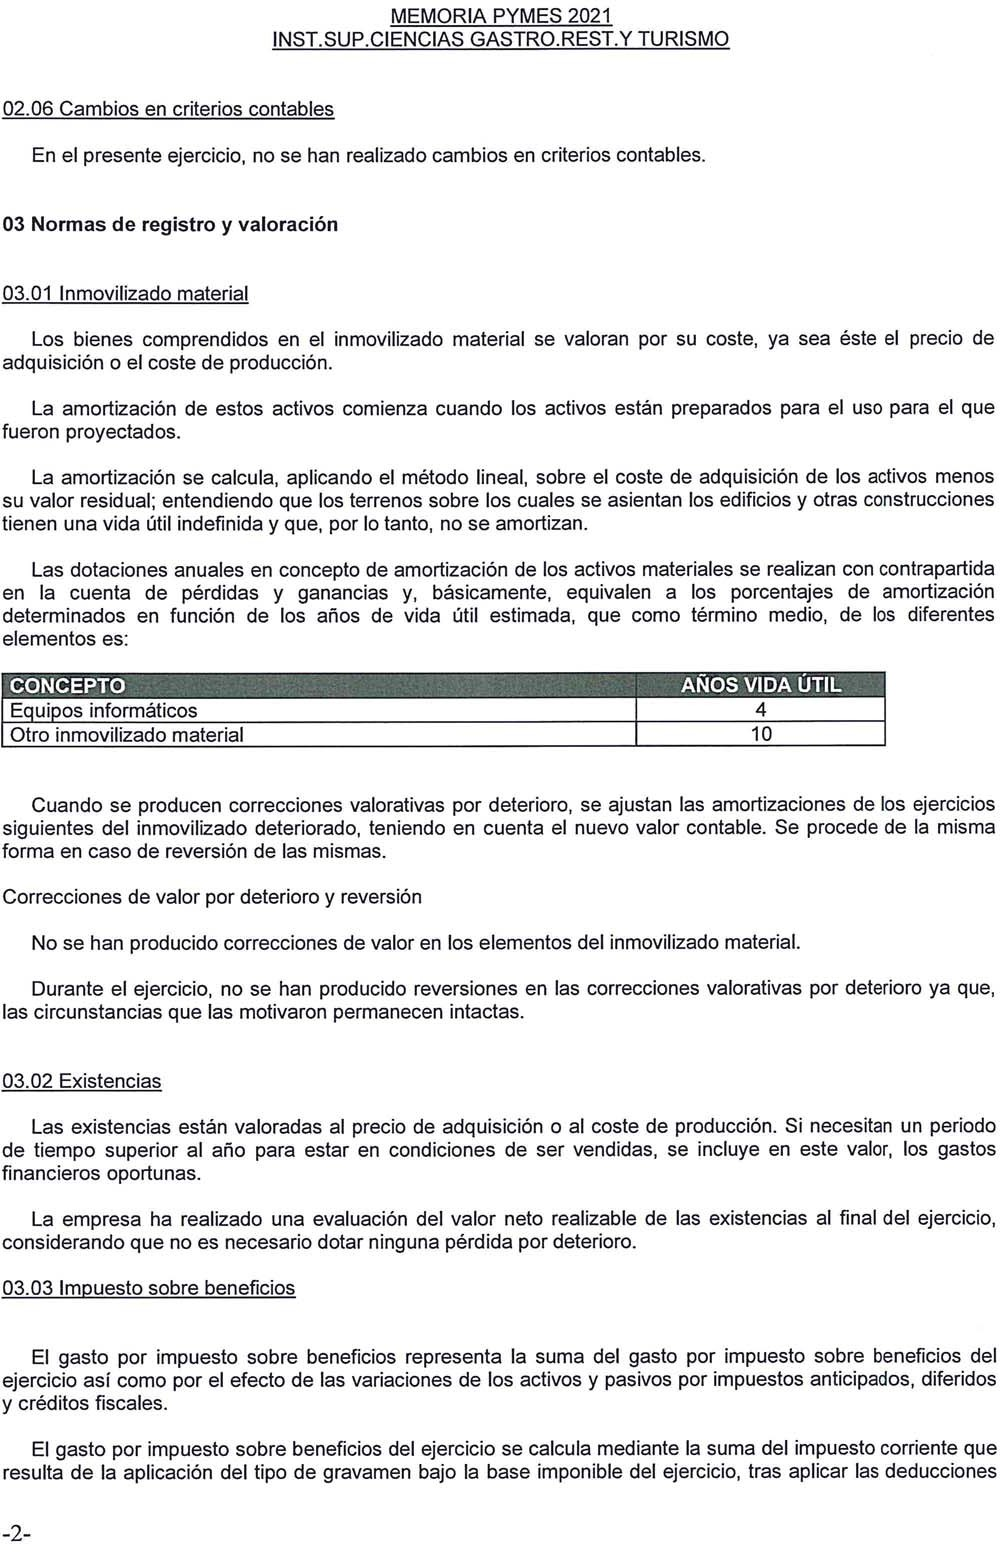 MEMORIA PYMES 2021
INST.SUP.CIENCIAS GASTRO.REST.Y TURISMO
02.06 Cambios en criterios contables
En el presente ejercicio, no se han realizado cambios en criterios contables.
03 Normas de registro y valoración
03.01 Inmovilizado material
Los bienes comprendidos en el inmovilizado material se valoran por su coste, ya sea éste el precio de
adquisición o el coste de producción.
La amortización de estos activos comienza cuando los activos están preparados para el uso para el que
fueron proyectados.
La amortización se calcula, aplicando el método lineal, sobre el coste de adquisición de los activos menos
su valor residual; entendiendo que los terrenos sobre los cuales se asientan los edificios y otras construcciones
tienen una vida útil indefinida y que, por lo tanto, no se amortizan.
Las dotaciones anuales en concepto de amortización de los activos materiales se realizan con contrapartida
en la cuenta de pérdidas y ganancias y, básicamente, equivalen a los porcentajes de amortización
determinados en función de los años de vida útil estimada, que como término medio, de los diferentes
elementos es:
CONCEPTO AÑOS VIDA ÚTIL
Equipos informáticos 4
Otro inmovilizado material 10
Cuando se producen correcciones valorativas por deterioro, se ajustan las amortizaciones de los ejercicios
siguientes del inmovilizado deteriorado, teniendo en cuenta el nuevo valor contable. Se procede de la misma
forma en caso de reversión de las mismas.
Correcciones de valor por deterioro y reversión
No se han producido correcciones de valor en los elementos del inmovilizado material.
Durante el ejercicio, no se han producido reversiones en las correcciones valorativas por deterioro ya que,
las circunstancias que las motivaron permanecen intactas.
03.02 Existencias
Las existencias están valoradas al precio de adquisición o al coste de producción. Si necesitan un periodo
de tiempo superior al año para estar en condiciones de ser vendidas, se incluye en este valor, los gastos
financieros oportunas.
La empresa ha realizado una evaluación del valor neto realizable de las existencias al final del ejercicio,
considerando que no es necesario dotar ninguna pérdida por deterioro.
03.03 Impuesto sobre beneficios
El gasto por impuesto sobre beneficios representa la suma del gasto por impuesto sobre beneficios del
ejercicio así como por el efecto de las variaciones de los activos y pasivos por impuestos anticipados, diferidos
y créditos fiscales.
El gasto por impuesto sobre beneficios del ejercicio se calcula mediante la suma del impuesto corriente que
resulta de la aplicación del tipo de gravamen bajo la base imponible del ejercicio, tras aplicar las deducciones
-2-